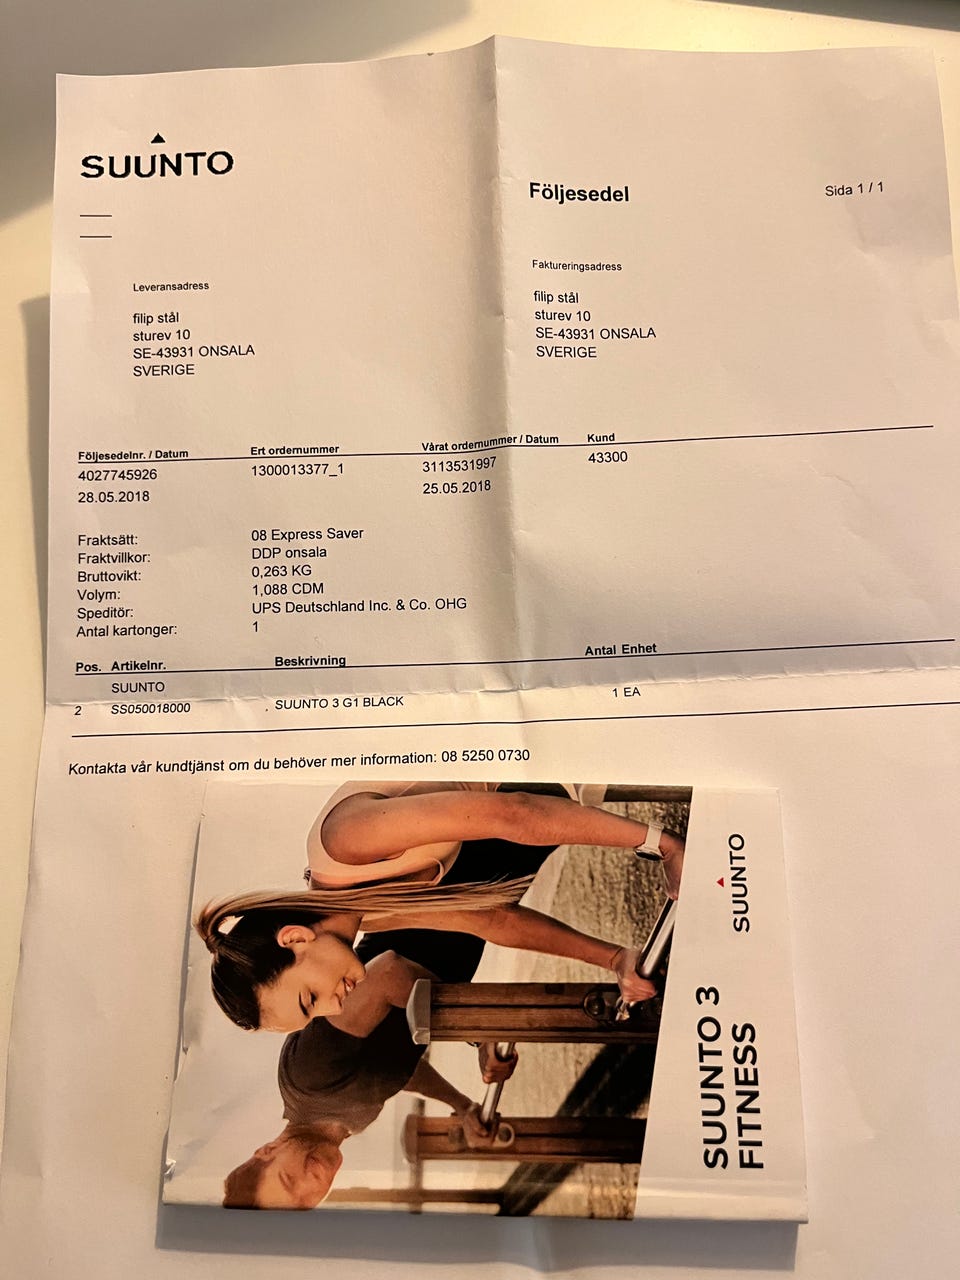 SUUNTO
Följesedel
Sida 1 / 1
Leveransadress
filip stål
sturev 10
SE-43931 ONSALA
SVERIGE
Faktureringsadress
filip stål
sturev 10
SE-43931 ONSALA
SVERIGE
Följesedelnr. / Datum Ert ordernummer Vårat ordernummer / Datum Kund
4027745926 1300013377_1 3113531997 43300
28.05.2018 25.05.2018
Fraktsätt: 08 Express Saver
Fraktvillkor: DDP onsala
Bruttovikt: 0,263 KG
Volym: 1,088 CDM
Speditör: UPS Deutschland Inc. & Co. OHG
Antal kartonger: 1
Pos. Artikelnr. Beskrivning Antal Enhet
SUUNTO
2 SS050018000 . SUUNTO 3 G1 BLACK 1 EA
Kontakta vår kundtjänst om du behöver mer information: 08 5250 0730
SUUNTO
SUUNTO 3
FITNESS